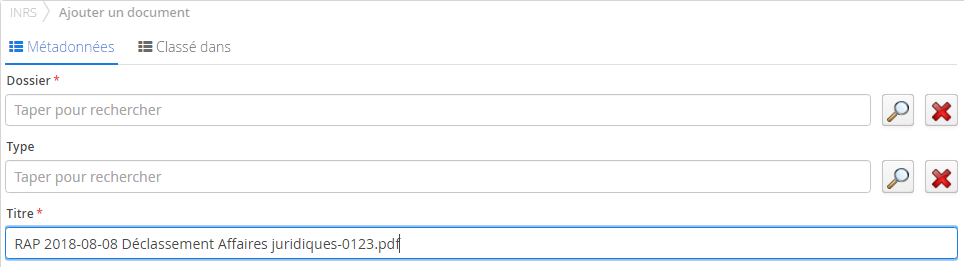 INRS Ajouter un document
Métadonnées Classé dans
Dossier *
Taper pour rechercher
Type
Taper pour rechercher
Titre *
RAP 2018-08-08 Déclassement Affaires juridiques-0123.pdf